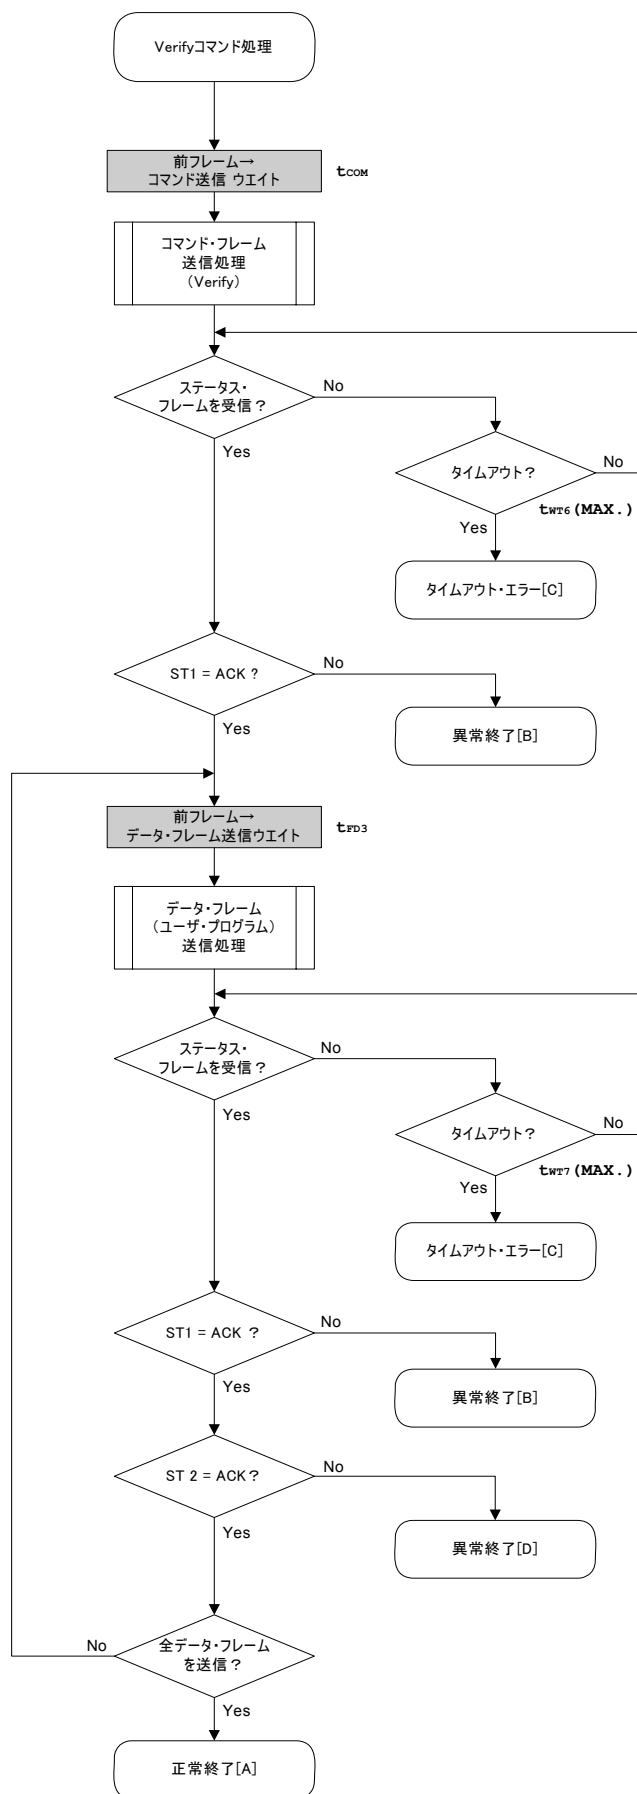 Verifyコマンド処理
前フレーム→
コマンド送信 ウエイト
tCOM
コマンド・フレーム
送信処理
(Verify)
ステータス・
フレームを受信？
No
Yes
タイムアウト？
No
tWT6(MAX.)
Yes
タイムアウト・エラー[C]
ST1 = ACK ?
No
Yes
異常終了[B]
前フレーム→
データ・フレーム送信ウエイト
tFD3
データ・フレーム
（ユーザ・プログラム）
送信処理
ステータス・
フレームを受信？
No
Yes
タイムアウト？
No
tWT7(MAX.)
Yes
タイムアウト・エラー[C]
ST1 = ACK ？
No
Yes
異常終了[B]
ST 2 = ACK？
No
Yes
異常終了[D]
全データ・フレーム
を送信？
No
Yes
正常終了[A]